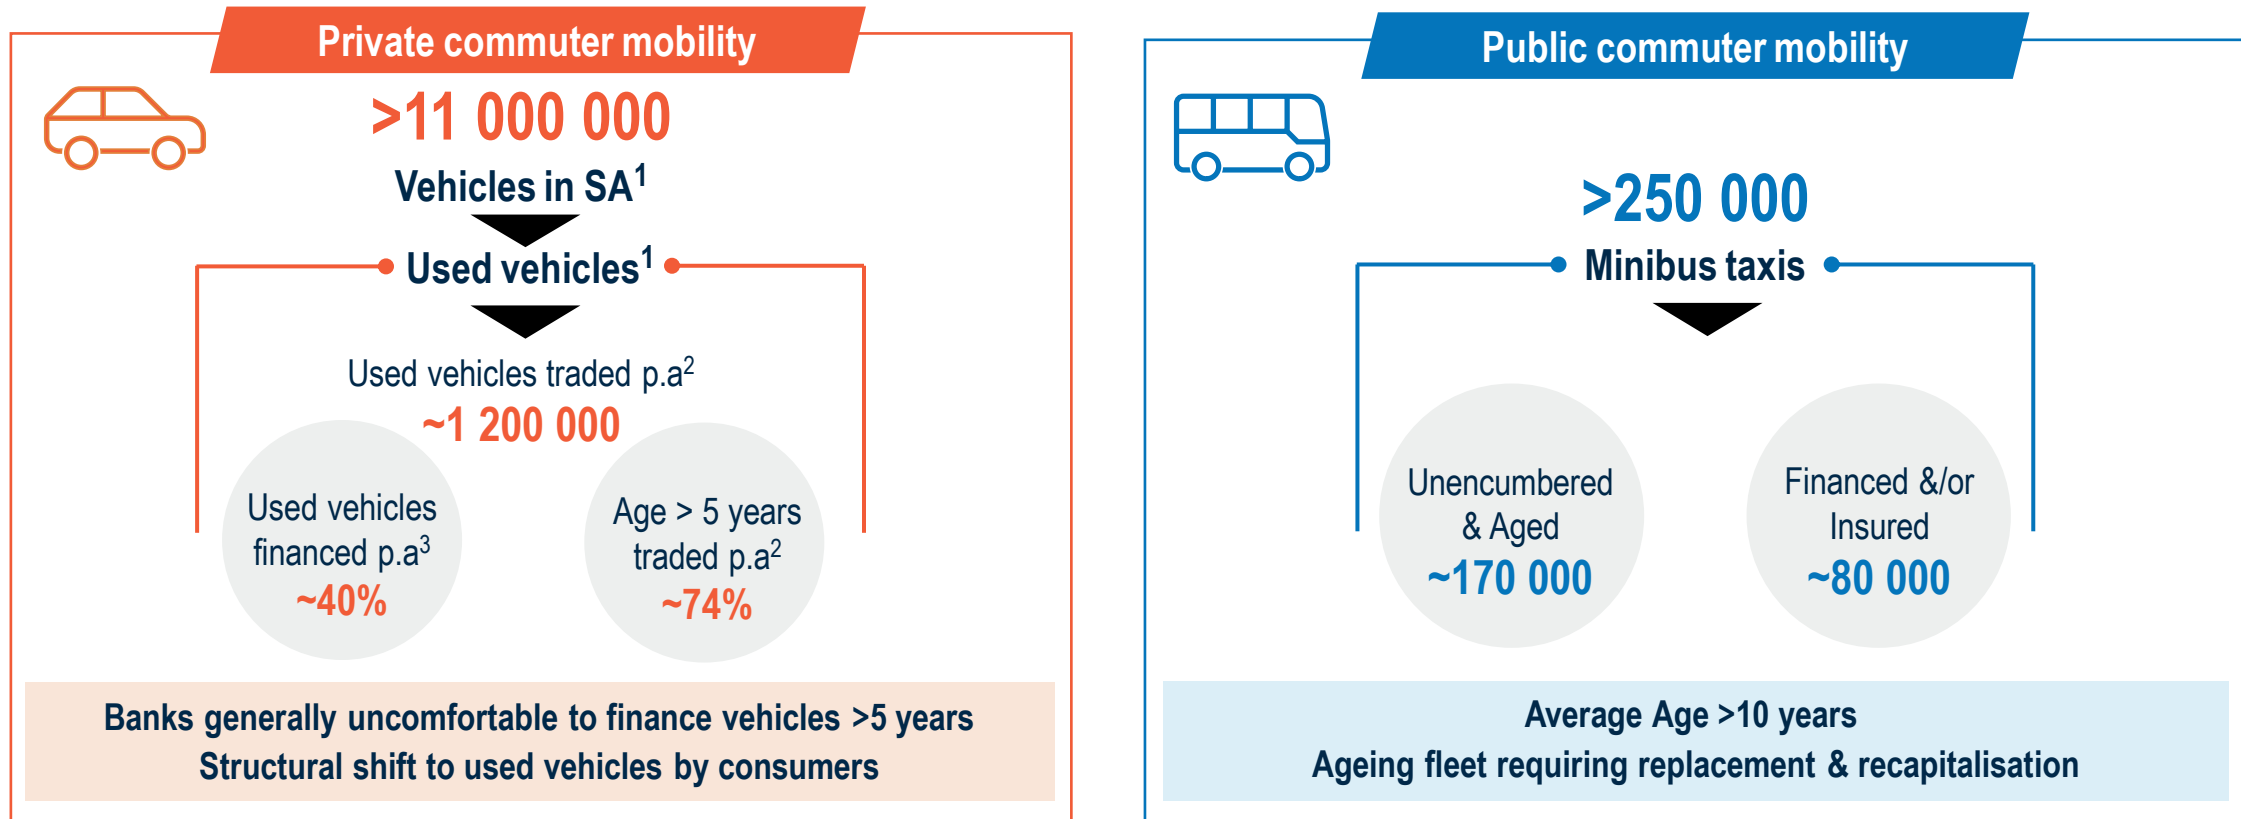 Private commuter mobility
>11 000 000
Vehicles in SA1
Used vehicles1
Used vehicles traded p.a2
~1 200 000
Used vehicles
financed p.a3
~40%
Age > 5 years
traded p.a2
~74%
Banks generally uncomfortable to finance vehicles >5 years
Structural shift to used vehicles by consumers
Public commuter mobility
>250 000
Minibus taxis
Unencumbered
& Aged
~170 000
Financed &/or
Insured
~80 000
Average Age >10 years
Ageing fleet requiring replacement & recapitalisation